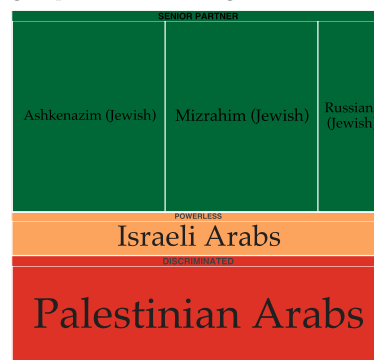 SENIOR PARTNER
Ashkenazim (Jewish)
Mizrahim (Jewish)
Russian
(Jewish
POWERLESS
Israeli Arabs
DISCRIMINATED
Palestinian Arabs